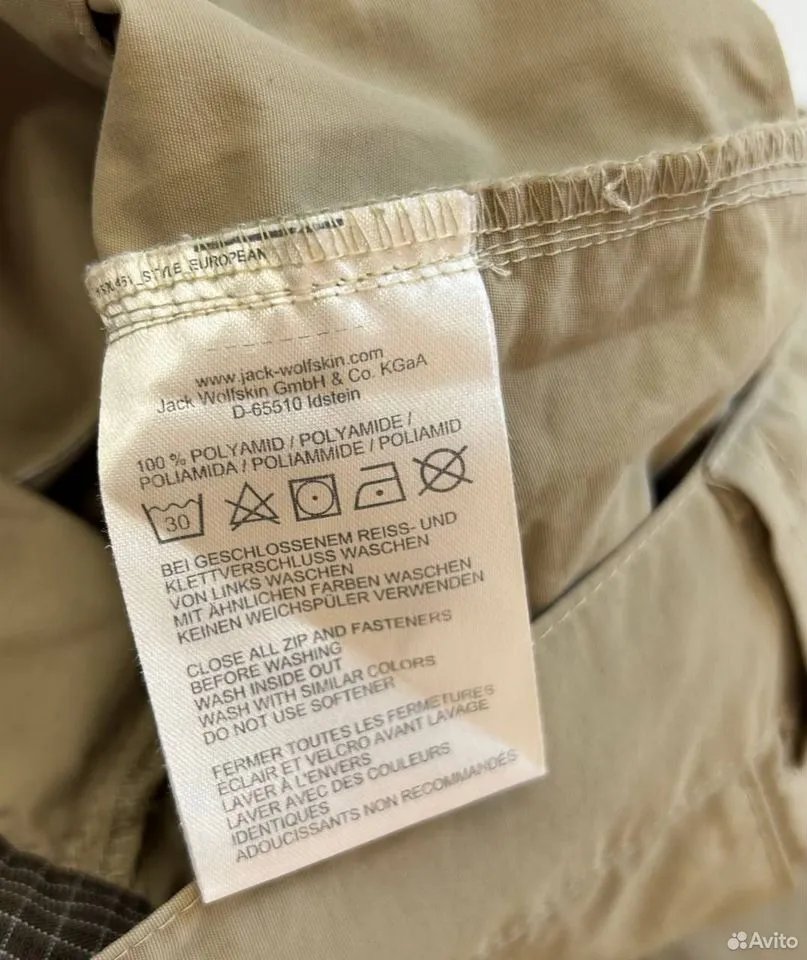 STYLE EUROPEAN
www.jack-wolfskin.com
Jack Wolfskin GmbH & Co. KGaA
D-65510 Idstein
100 % POLYAMID / POLYAMIDE /
POLIAMIDA / POLIAMMIDE / POLIAMID
30
BEI GESCHLOSSENEM REISS- UND
KLETTVERSCHLUSS WASCHEN
VON LINKS WASCHEN
MIT ÄHNLICHEN FARBEN WASCHEN
KEINEN WEICHSPÜLER VERWENDEN
CLOSE ALL ZIP AND FASTENERS
BEFORE WASHING
WASH INSIDE OUT
WASH WITH SIMILAR COLORS
DO NOT USE SOFTENER
FERMER TOUTES LES FERMETURES
ÉCLAIR ET VELCRO AVANT LAVAGE
LAVER À L'ENVERS
LAVER AVEC DES COULEURS
IDENTIQUES
ADOUCISSANTS NON RECOMMANDÉS
Avito